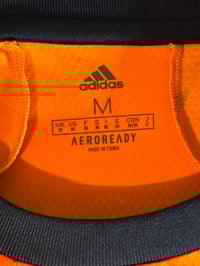 adidas
M
UK US F D I E CON J
M M M M M M M/M O
AEROREADY
MADE IN CHINA